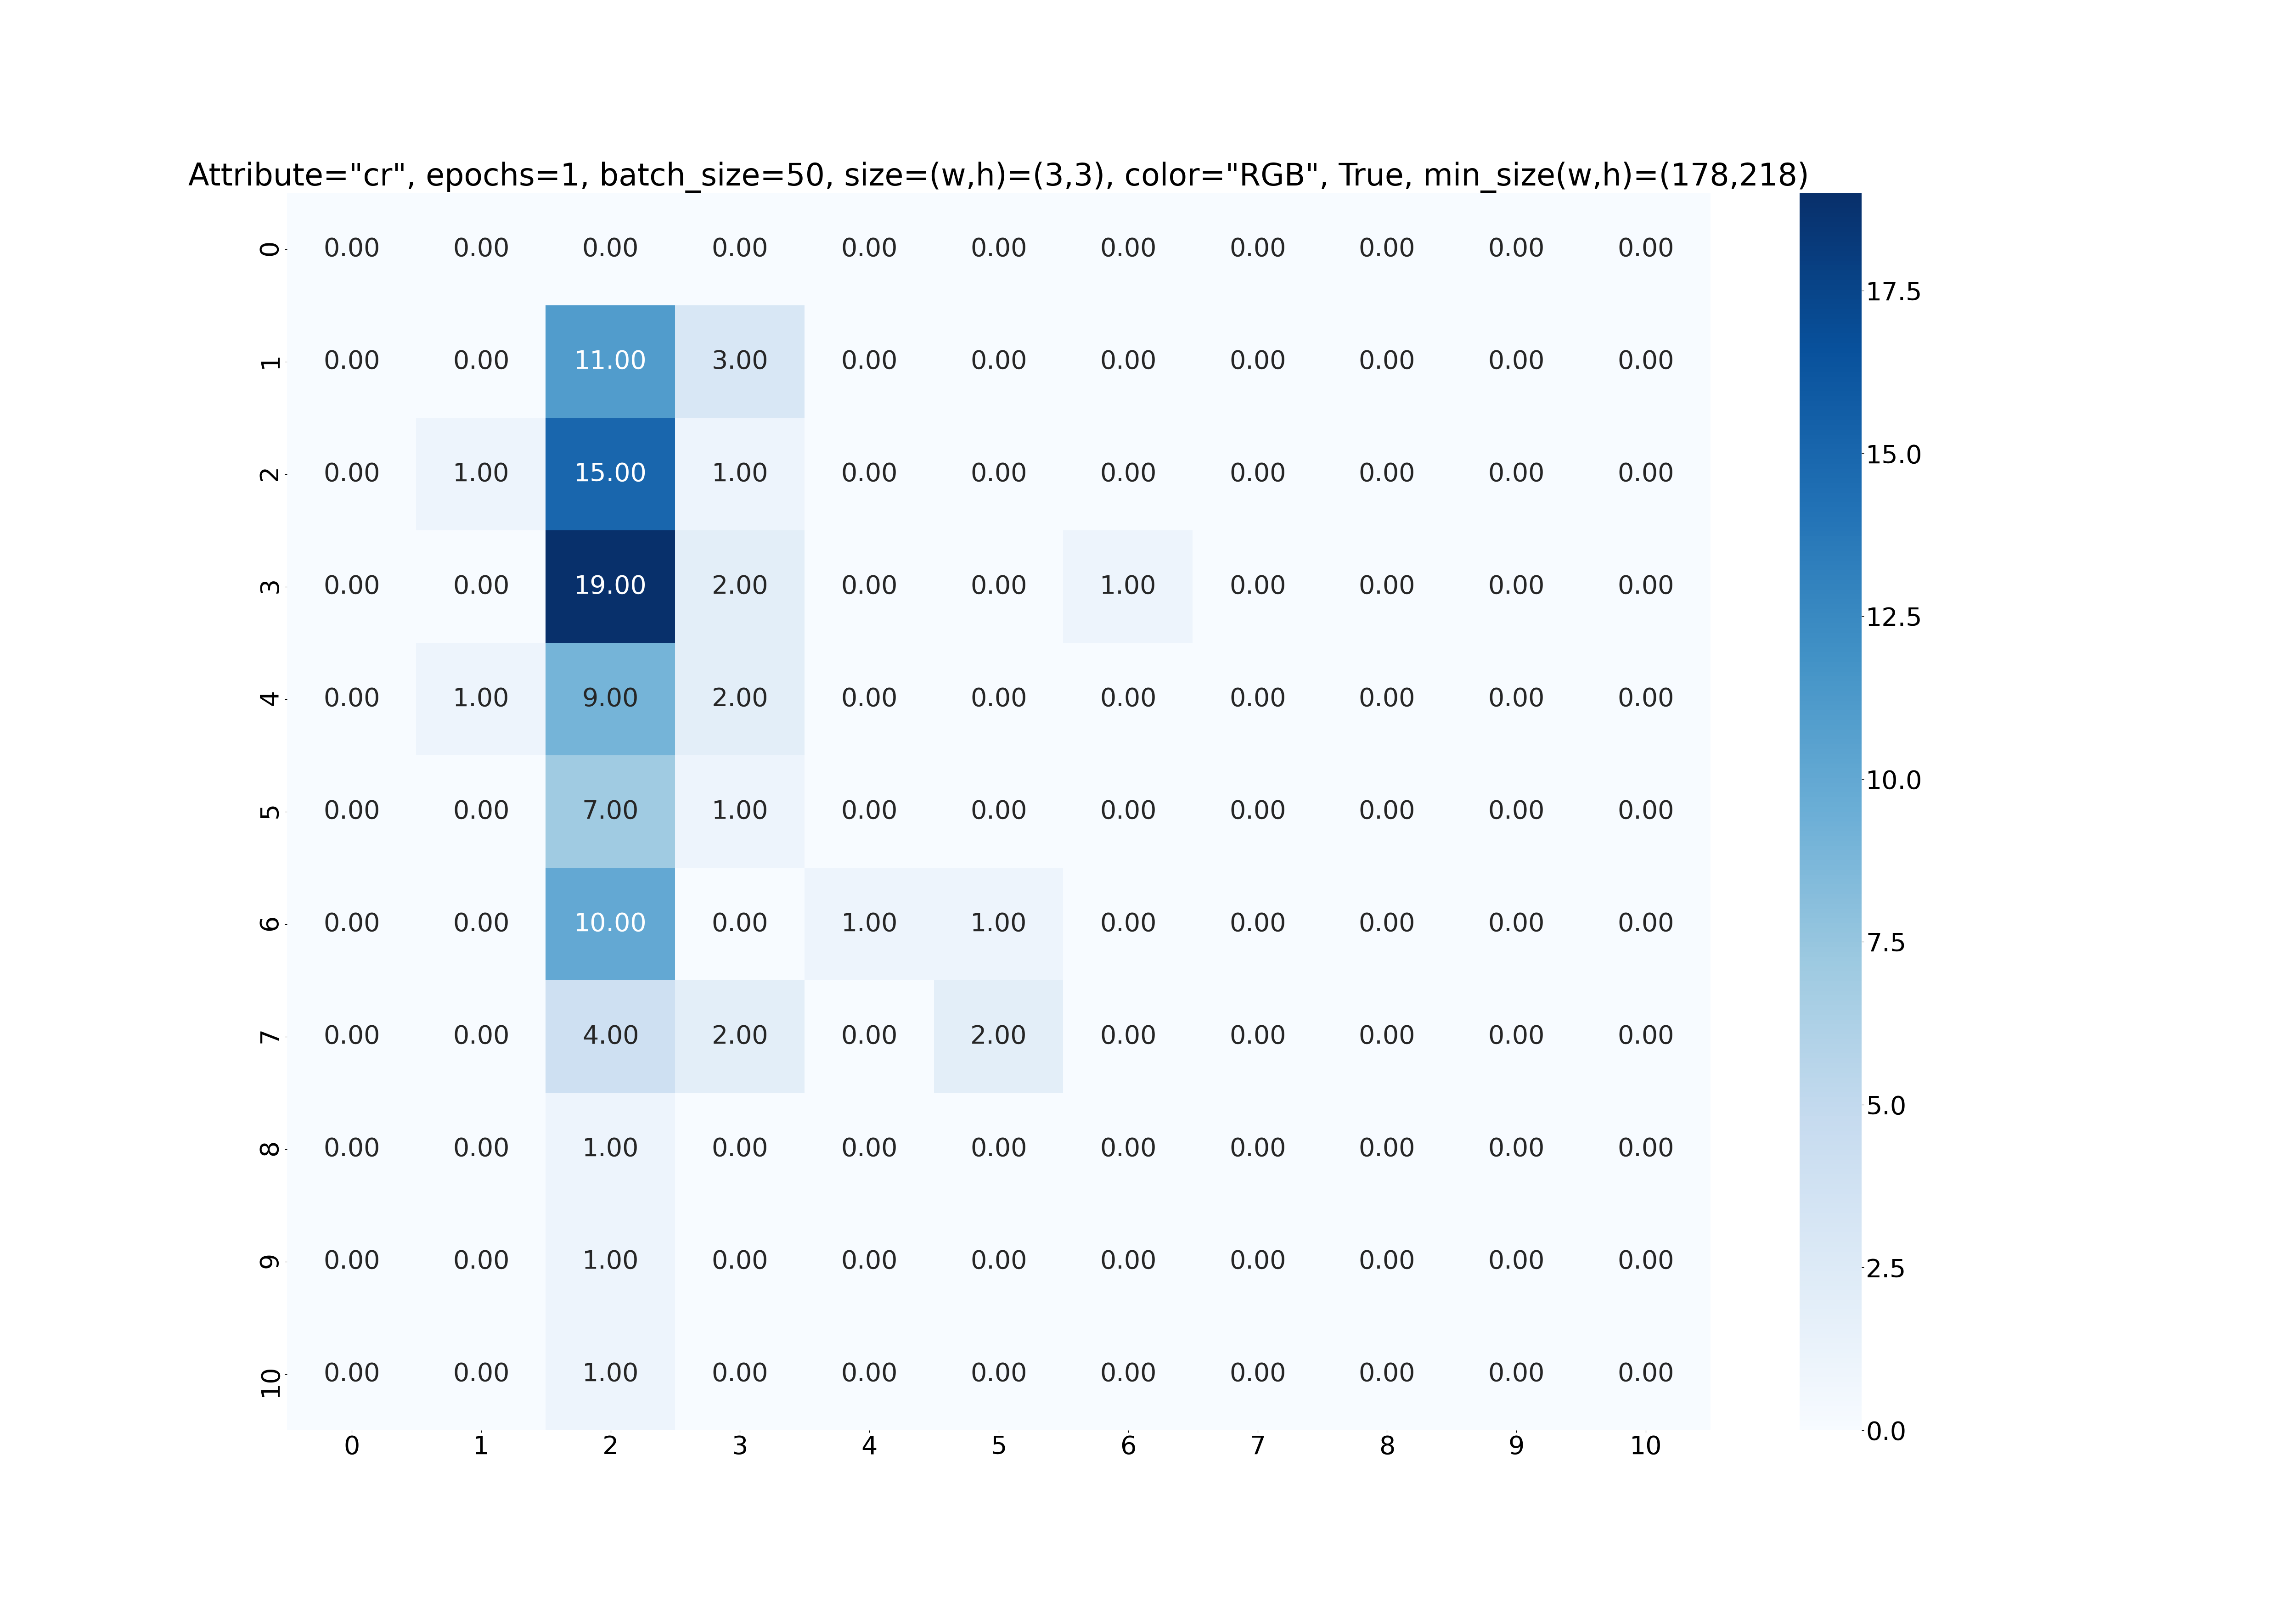 Attribute="cr", epochs=1, batch_size=50, size=(w,h)=(3,3), color="RGB", True, min_size(w,h)=(178,218)
0 0.00 0.00 0.00 0.00 0.00 0.00 0.00 0.00 0.00 0.00 0.00
1 0.00 0.00 11.00 3.00 0.00 0.00 0.00 0.00 0.00 0.00 0.00
2 0.00 1.00 15.00 1.00 0.00 0.00 0.00 0.00 0.00 0.00 0.00
3 0.00 0.00 19.00 2.00 0.00 0.00 1.00 0.00 0.00 0.00 0.00
4 0.00 1.00 9.00 2.00 0.00 0.00 0.00 0.00 0.00 0.00 0.00
5 0.00 0.00 7.00 1.00 0.00 0.00 0.00 0.00 0.00 0.00 0.00
6 0.00 0.00 10.00 0.00 1.00 1.00 0.00 0.00 0.00 0.00 0.00
7 0.00 0.00 4.00 2.00 0.00 2.00 0.00 0.00 0.00 0.00 0.00
8 0.00 0.00 1.00 0.00 0.00 0.00 0.00 0.00 0.00 0.00 0.00
9 0.00 0.00 1.00 0.00 0.00 0.00 0.00 0.00 0.00 0.00 0.00
10 0.00 0.00 1.00 0.00 0.00 0.00 0.00 0.00 0.00 0.00 0.00
0 1 2 3 4 5 6 7 8 9 10
17.5
15.0
12.5
10.0
7.5
5.0
2.5
0.0